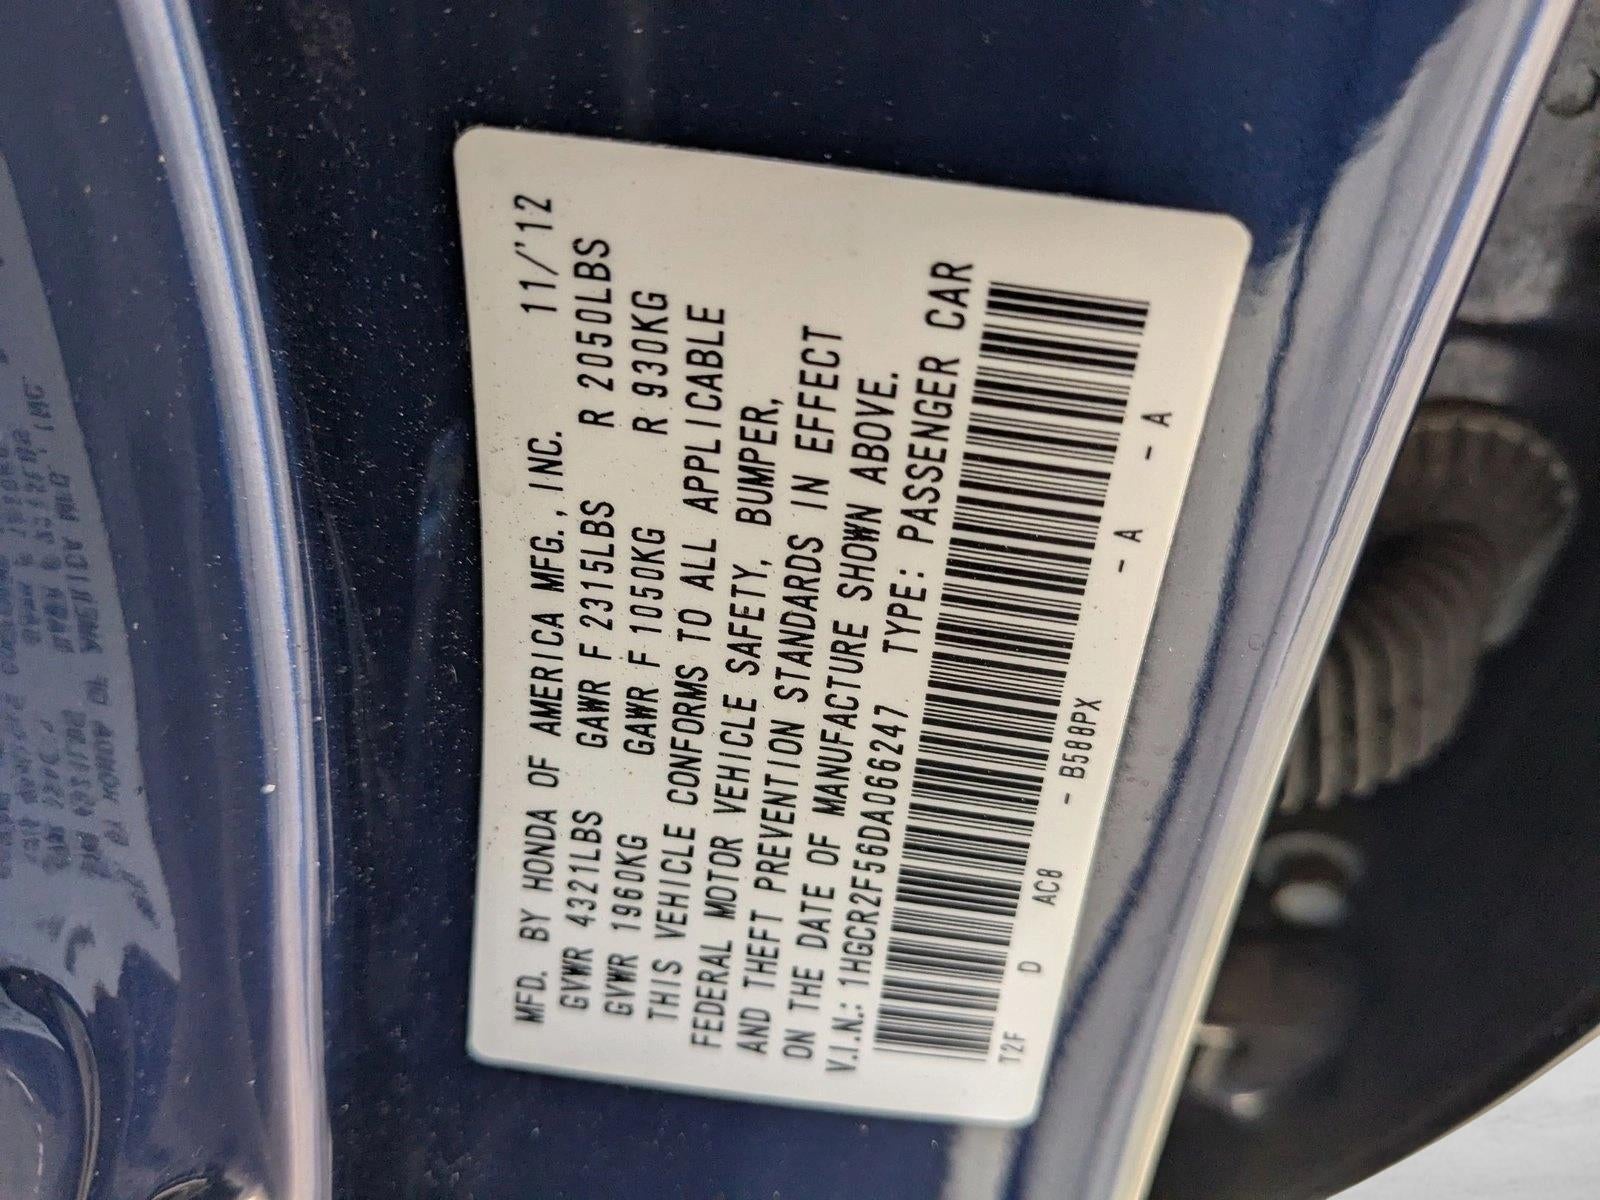 MFD. BY HONDA OF AMERICA MFG., INC. 11/'12
GVWR 4321LBS GAWR F 2315LBS R 2050LBS
GVWR 1960KG GAWR F 1050KG R 930KG
THIS VEHICLE CONFORMS TO ALL APPLICABLE
FEDERAL MOTOR VEHICLE SAFETY, BUMPER,
AND THEFT PREVENTION STANDARDS IN EFFECT
ON THE DATE OF MANUFACTURE SHOWN ABOVE.
V.I.N.: 1HGCR2F56DA066247 TYPE: PASSENGER CAR
T2F D AC8 - B588PX - A - A